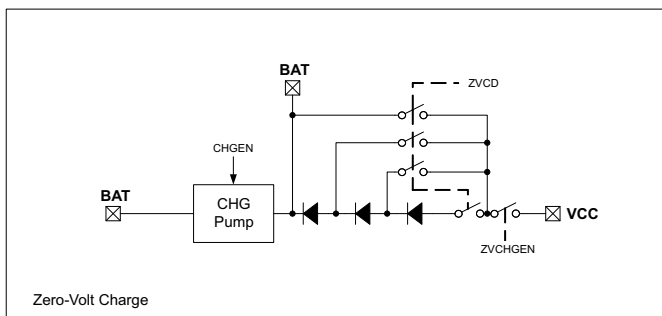 BAT
ZVCD
CHGEN
BAT
CHG
Pump
VCC
ZVCHGEN
Zero-Volt Charge